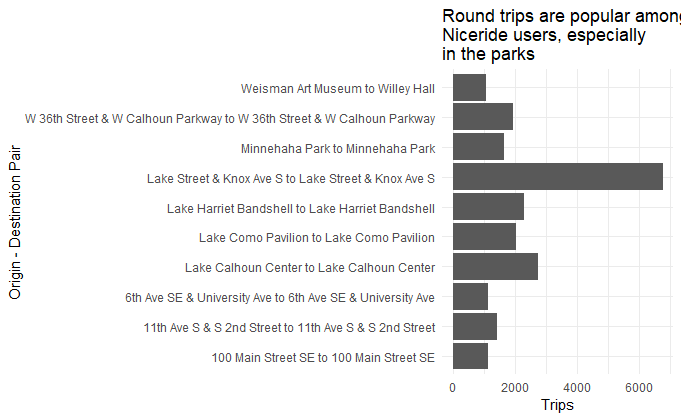 Round trips are popular among
Niceride users, especially
in the parks
Origin - Destination Pair
Weisman Art Museum to Willey Hall
W 36th Street & W Calhoun Parkway to W 36th Street & W Calhoun Parkway
Minnehaha Park to Minnehaha Park
Lake Street & Knox Ave S to Lake Street & Knox Ave S
Lake Harriet Bandshell to Lake Harriet Bandshell
Lake Como Pavilion to Lake Como Pavilion
Lake Calhoun Center to Lake Calhoun Center
6th Ave SE & University Ave to 6th Ave SE & University Ave
11th Ave S & S 2nd Street to 11th Ave S & S 2nd Street
100 Main Street SE to 100 Main Street SE
0 2000 4000 6000
Trips